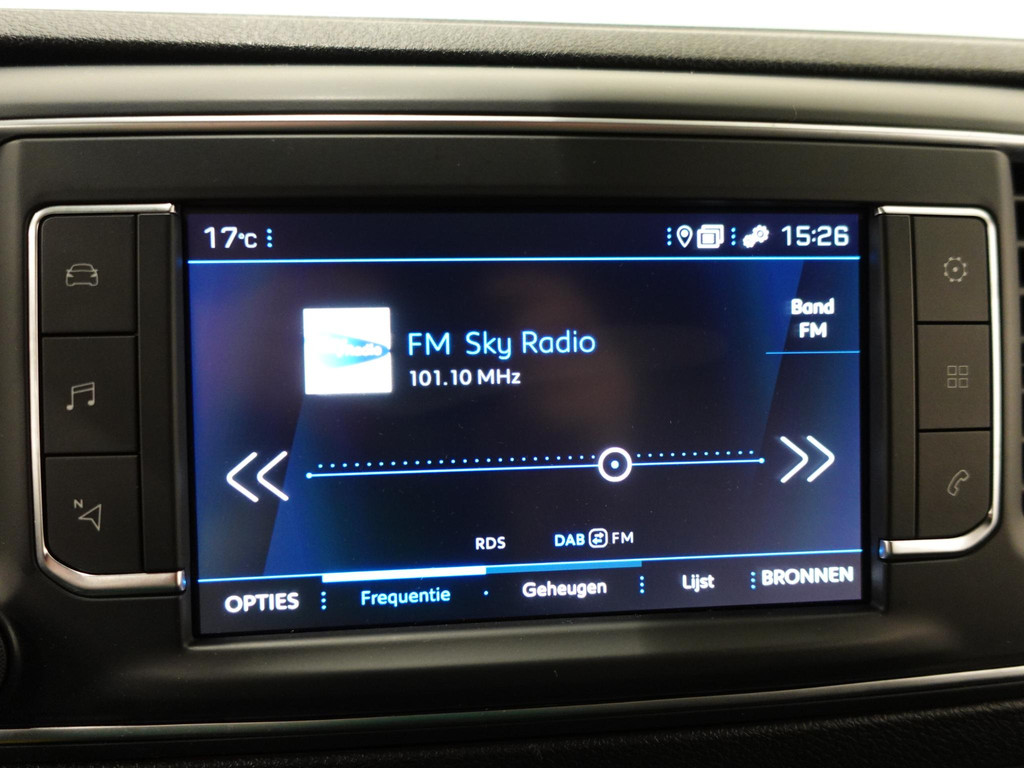 17°C 15:26
Band
FM
FM Sky Radio
101.10 MHz
N
RDS DAB FM
OPTIES Frequentie Geheugen Lijst BRONNEN